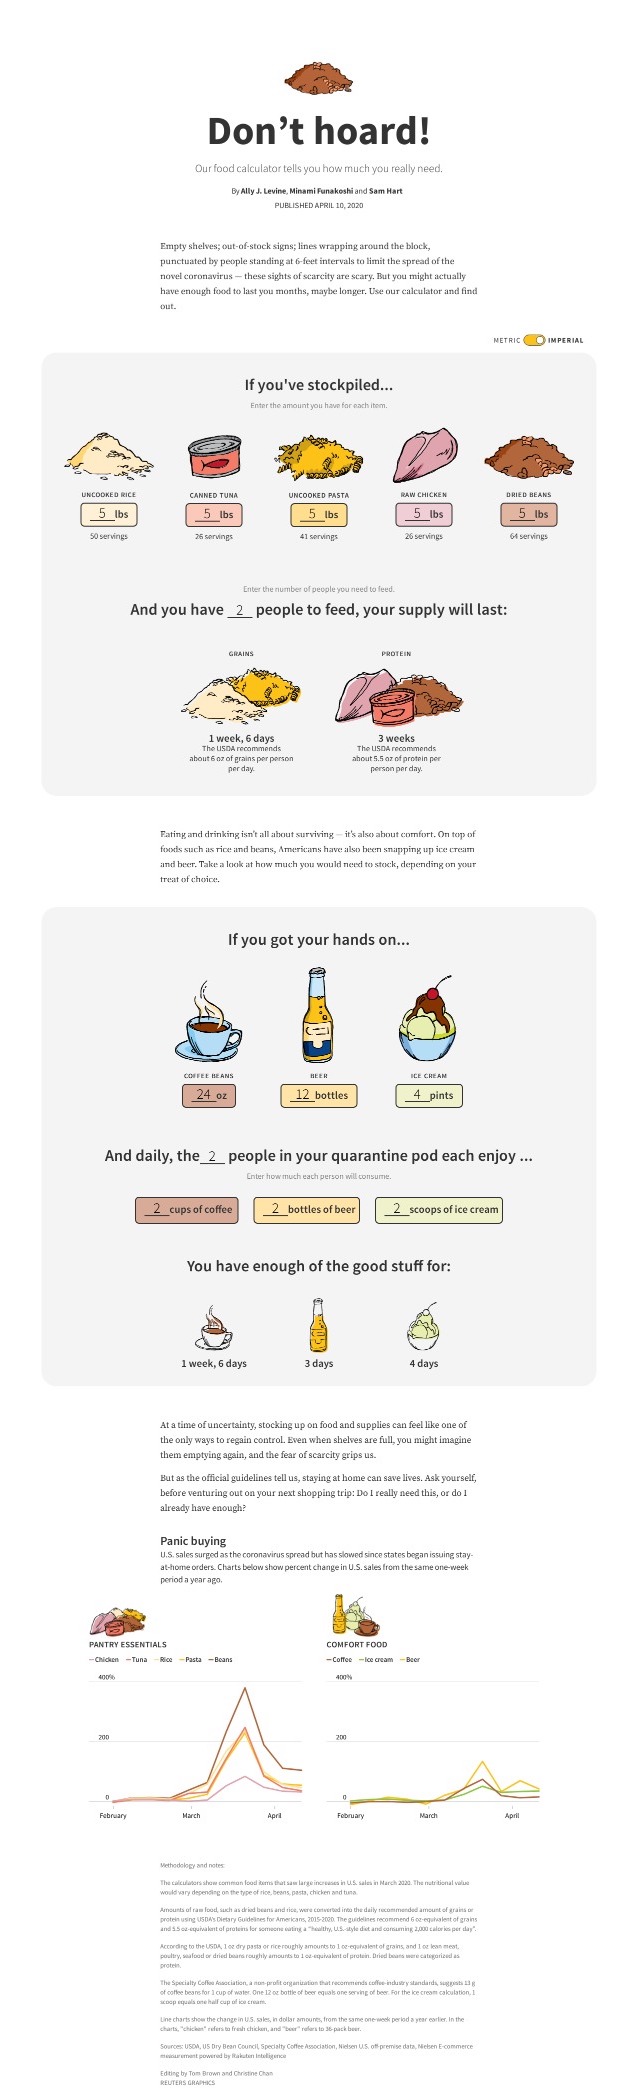 Don't hoard!
Our food calculator tells you how much you really need.
By Ally J. Levine, Minami Funakoshi and Sam Hart
PUBLISHED APRIL 10, 2020
Empty shelves; out-of-stock signs; lines wrapping around the block,
punctuated by people standing at 6-feet intervals to limit the spread of the
novel coronavirus — these sights of scarcity are scary. But you might actually
have enough food to last you months, maybe longer. Use our calculator and find
out.
METRIC IMPERIAL
If you've stockpiled...
Enter the amount you have for each item.
UNCOOKED RICE CANNED TUNA UNCOOKED PASTA RAW CHICKEN DRIED BEANS
5 lbs 5 lbs 5 lbs 5 lbs 5 lbs
50 servings 26 servings 41 servings 26 servings 64 servings
Enter the number of people you need to feed.
And you have 2 people to feed, your supply will last:
GRAINS PROTEIN
1 week, 6 days 3 weeks
The USDA recommends The USDA recommends
about 6 oz of grains per person about 5.5 oz of protein per
per day. person per day.
Eating and drinking isn't all about surviving — it's also about comfort. On top of
foods such as rice and beans, Americans have also been snapping up ice cream
and beer. Take a look at how much you would need to stock, depending on your
treat of choice.
If you got your hands on...
COFFEE BEANS BEER ICE CREAM
24 oz 12 bottles 4 pints
And daily, the 2 people in your quarantine pod each enjoy ...
Enter how much each person will consume.
2 cups of coffee 2 bottles of beer 2 scoops of ice cream
You have enough of the good stuff for:
1 week, 6 days 3 days 4 days
At a time of uncertainty, stocking up on food and supplies can feel like one of
the only ways to regain control. Even when shelves are full, you might imagine
them emptying again, and the fear of scarcity grips us.
But as the official guidelines tell us, staying at home can save lives. Ask yourself,
before venturing out on your next shopping trip: Do I really need this, or do I
already have enough?
Panic buying
U.S. sales surged as the coronavirus spread but has slowed since states began issuing stay-
at-home orders. Charts below show percent change in U.S. sales from the same one-week
period a year ago.
PANTRY ESSENTIALS COMFORT FOOD
Chicken Tuna Rice Pasta Beans Coffee Ice cream Beer
400% 400%
200 200
0 0
February March April February March April
Methodology and notes:
The calculators show common food items that saw large increases in U.S. sales in March 2020. The nutritional value
would vary depending on the type of rice, beans, pasta, chicken and tuna.
Amounts of raw food, such as dried beans and rice, were converted into the daily recommended amount of grains or
protein using USDA's Dietary Guidelines for Americans, 2015-2020. The guidelines recommend 6 oz-equivalent of grains
and 5.5 oz-equivalent of proteins for someone eating a "healthy, U.S.-style diet and consuming 2,000 calories per day".
According to the USDA, 1 oz dry pasta or rice roughly amounts to 1 oz-equivalent of grains, and 1 oz lean meat,
poultry, seafood or dried beans roughly amounts to 1 oz-equivalent of protein. Dried beans were categorized as
protein.
The Specialty Coffee Association, a non-profit organization that recommends coffee-industry standards, suggests 13 g
of coffee beans for 1 cup of water. One 12 oz bottle of beer equals one serving of beer. For the ice cream calculation, 1
scoop equals one half cup of ice cream.
Line charts show the change in U.S. sales, in dollar amounts, from the same one-week period a year earlier. In the
charts, "chicken" refers to fresh chicken, and "beer" refers to 36-pack beer.
Sources: USDA, US Dry Bean Council, Specialty Coffee Association, Nielsen U.S. off-premise data, Nielsen E-commerce
measurement powered by Rakuten Intelligence
Editing by Tom Brown and Christine Chan
REUTERS GRAPHICS